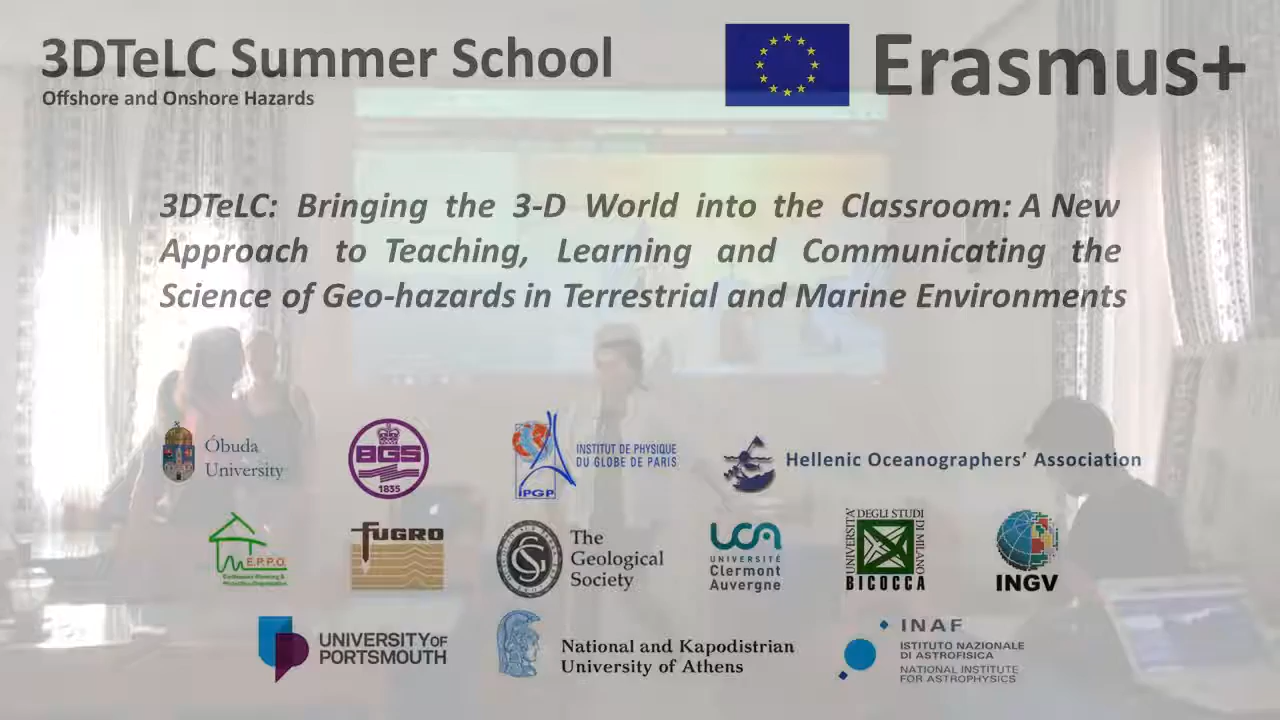 3DTeLC Summer School
Offshore and Onshore Hazards
Erasmus+
3DTeLC: Bringing the 3-D World into the Classroom: A New
Approach to Teaching, Learning and Communicating the
Science of Geo-hazards in Terrestrial and Marine Environments
Óbuda
University
BGS
1835
IPGP
INSTITUT DE PHYSIQUE
DU GLOBE DE PARIS
Hellenic Oceanographers' Association
E.P.P.O.
Earthquake Planning &
Protection Organization
FUGRO
The
Geological
Society
UCA
UNIVERSITÉ
Clermont
Auvergne
UNIVERSITÀ
DEGLI STUDI
DI MILANO
BICOCCA
INGV
UNIVERSITY OF
PORTSMOUTH
National and Kapodistrian
University of Athens
INAF
ISTITUTO NAZIONALE
DI ASTROFISICA
NATIONAL INSTITUTE
FOR ASTROPHYSICS